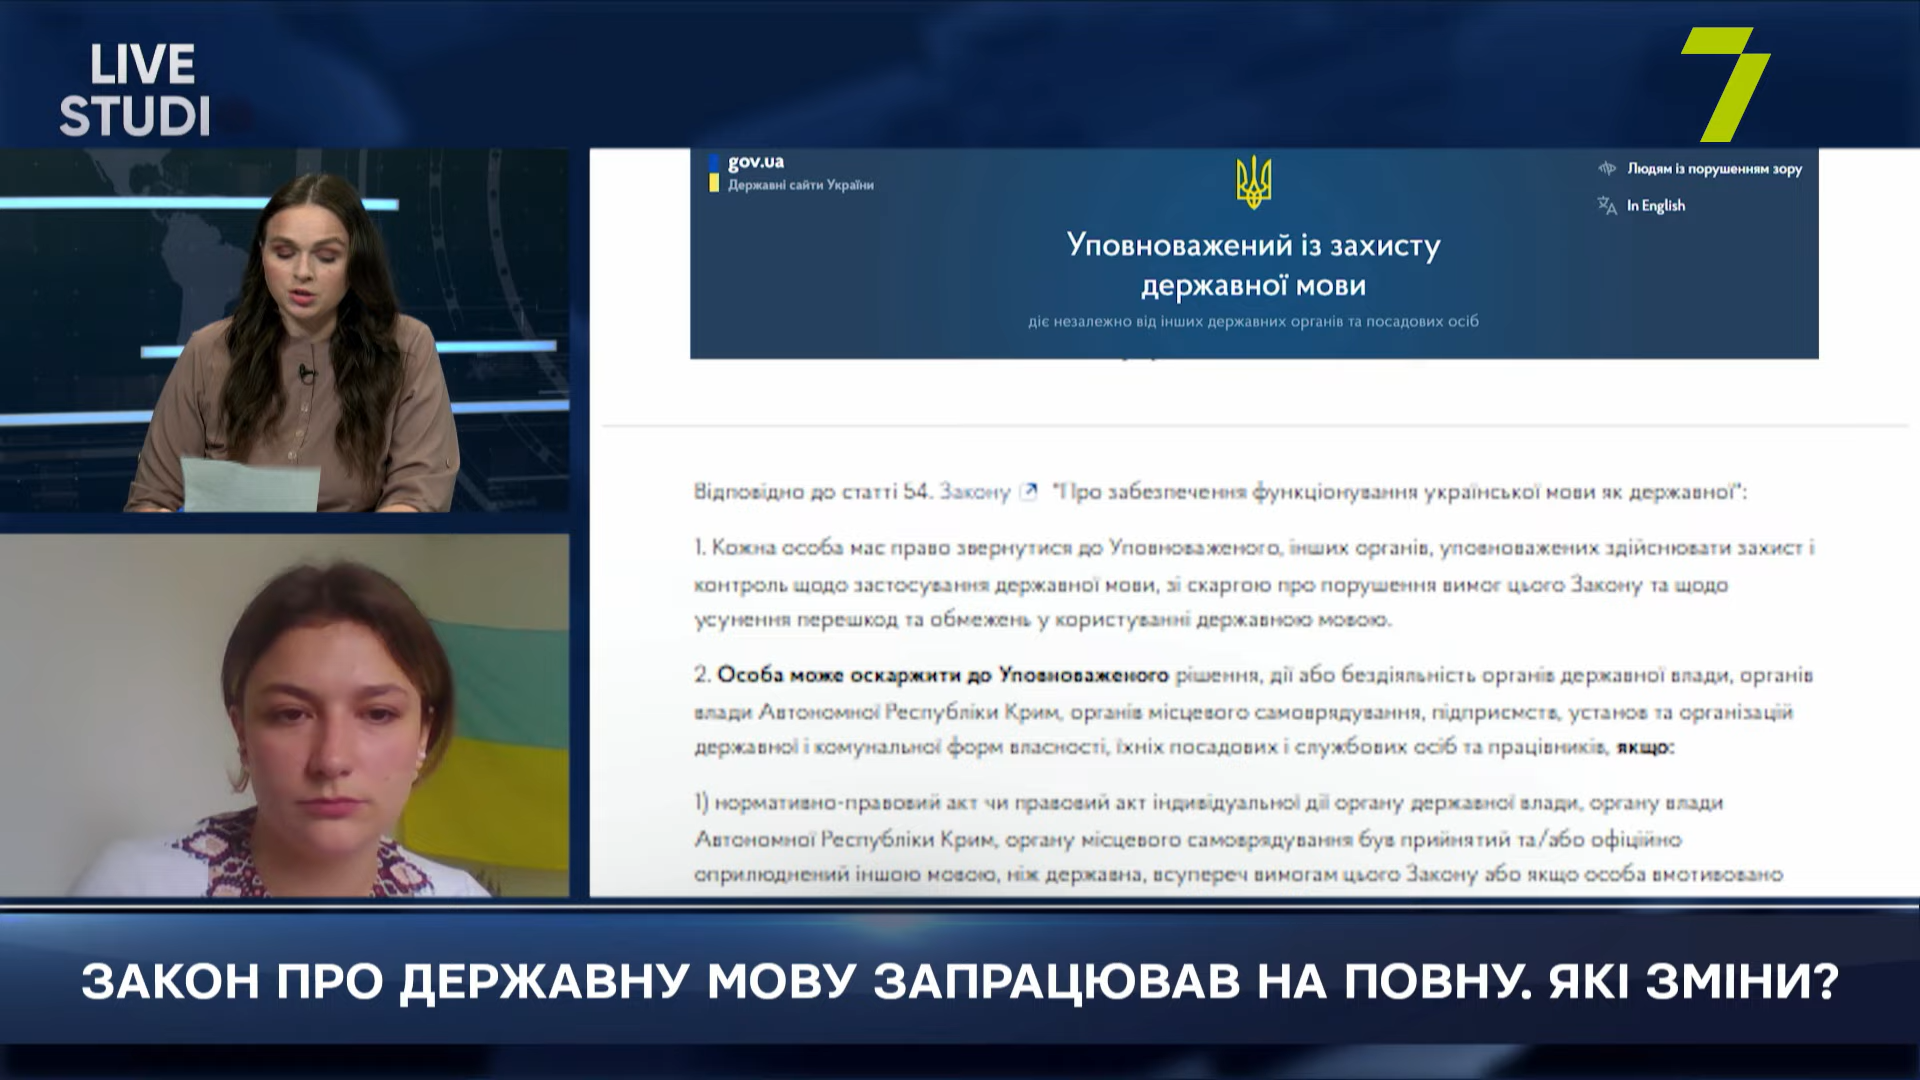 LIVE
STUDI
7
gov.ua
Державні сайти України
Людям із порушенням зору
In English
Уповноважений із захисту
державної мови
діє незалежно від інших державних органів та посадових осіб
Відповідно до статті 54. Закону "Про забезпечення функціонування української мови як державної":
1. Кожна особа має право звернутися до Уповноваженого, інших органів, уповноважених здійснювати захист і
контроль щодо застосування державної мови, зі скаргою про порушення вимог цього Закону та щодо
усунення перешкод та обмежень у користуванні державною мовою.
2. Особа може оскаржити до Уповноваженого рішення, дії або бездіяльність органів державної влади, органів
влади Автономної Республіки Крим, органів місцевого самоврядування, підприємств, установ та організацій
державної і комунальної форм власності, їхніх посадових і службових осіб та працівників, якщо:
1) нормативно-правовий акт чи правовий акт індивідуальної дії органу державної влади, органу влади
Автономної Республіки Крим, органу місцевого самоврядування був прийнятий та/або офіційно
оприлюднений іншою мовою, ніж державна, всупереч вимогам цього Закону або якщо особа вмотивовано
ЗАКОН ПРО ДЕРЖАВНУ МОВУ ЗАПРАЦЮВАВ НА ПОВНУ. ЯКІ ЗМІНИ?